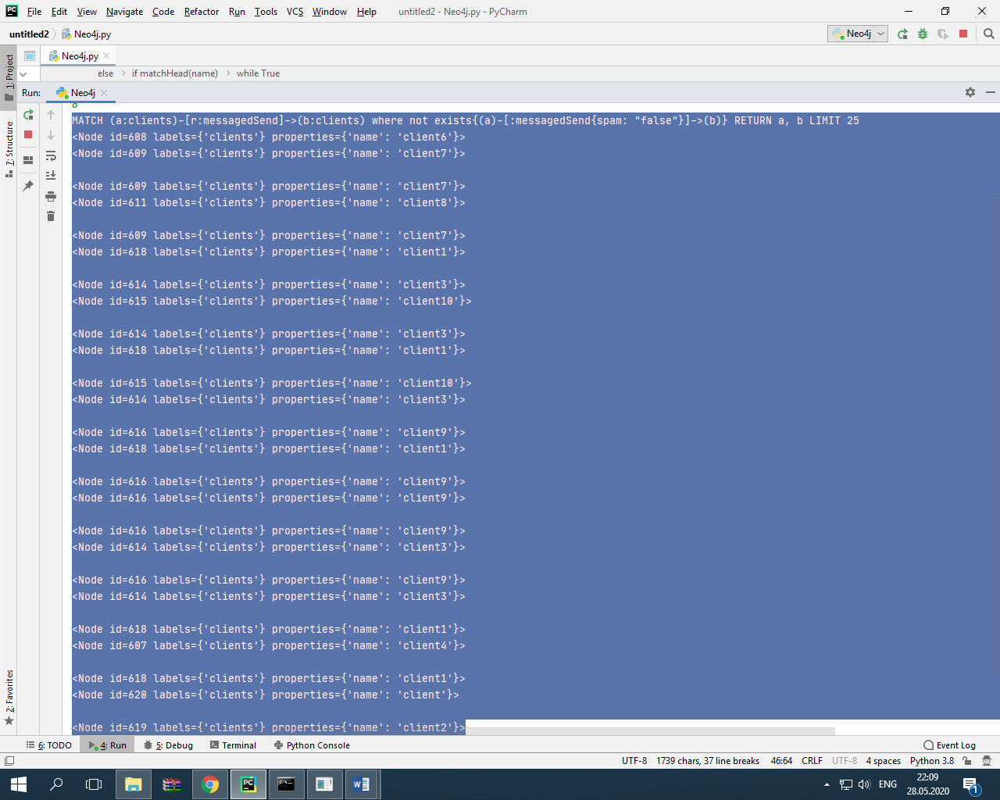 File Edit View Navigate Code Refactor Run Tools VCS Window Help untitled2 - Neo4j.py - PyCharm
untitled2 Neo4j.py Neo4j
Neo4j.py
else if matchHead(name) while True
Run: Neo4j
1: Project
7: Structure
2: Favorites
8
MATCH (a:clients)-[r:messagedSend]->(b:clients) where not exists{(a)-[:messagedSend{spam: "false"}]->(b)} RETURN a, b LIMIT 25
<Node id=608 labels={'clients'} properties={'name': 'client6'}>
<Node id=609 labels={'clients'} properties={'name': 'client7'}>
<Node id=609 labels={'clients'} properties={'name': 'client7'}>
<Node id=611 labels={'clients'} properties={'name': 'client8'}>
<Node id=609 labels={'clients'} properties={'name': 'client7'}>
<Node id=618 labels={'clients'} properties={'name': 'client1'}>
<Node id=614 labels={'clients'} properties={'name': 'client3'}>
<Node id=615 labels={'clients'} properties={'name': 'client10'}>
<Node id=614 labels={'clients'} properties={'name': 'client3'}>
<Node id=618 labels={'clients'} properties={'name': 'client1'}>
<Node id=615 labels={'clients'} properties={'name': 'client10'}>
<Node id=614 labels={'clients'} properties={'name': 'client3'}>
<Node id=616 labels={'clients'} properties={'name': 'client9'}>
<Node id=618 labels={'clients'} properties={'name': 'client1'}>
<Node id=616 labels={'clients'} properties={'name': 'client9'}>
<Node id=616 labels={'clients'} properties={'name': 'client9'}>
<Node id=616 labels={'clients'} properties={'name': 'client9'}>
<Node id=614 labels={'clients'} properties={'name': 'client3'}>
<Node id=616 labels={'clients'} properties={'name': 'client9'}>
<Node id=614 labels={'clients'} properties={'name': 'client3'}>
<Node id=618 labels={'clients'} properties={'name': 'client1'}>
<Node id=607 labels={'clients'} properties={'name': 'client4'}>
<Node id=618 labels={'clients'} properties={'name': 'client1'}>
<Node id=620 labels={'clients'} properties={'name': 'client'}>
<Node id=619 labels={'clients'} properties={'name': 'client2'}>
6: TODO 4: Run 5: Debug Terminal Python Console Event Log
UTF-8 1739 chars, 37 line breaks 46:64 CRLF UTF-8 4 spaces Python 3.8
ENG 22:09
28.05.2020 1